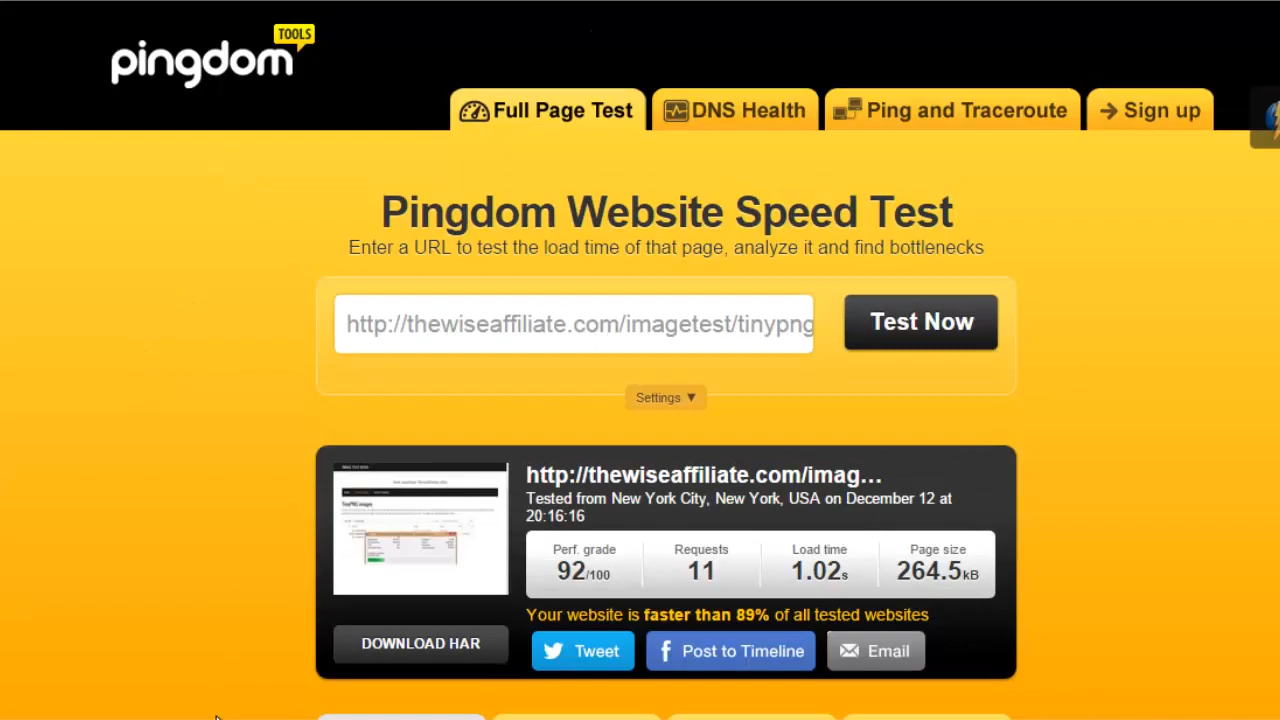 pingdom
TOOLS
Full Page Test
DNS Health
Ping and Traceroute
Sign up
Pingdom Website Speed Test
Enter a URL to test the load time of that page, analyze it and find bottlenecks
http://thewiseaffiliate.com/imagetest/tinypng
Test Now
Settings ▼
http://thewiseaffiliate.com/imag...
Tested from New York City, New York, USA on December 12 at
20:16:16
Perf. grade
92/100
Requests
11
Load time
1.02s
Page size
264.5kB
Your website is faster than 89% of all tested websites
DOWNLOAD HAR
Tweet
Post to Timeline
Email